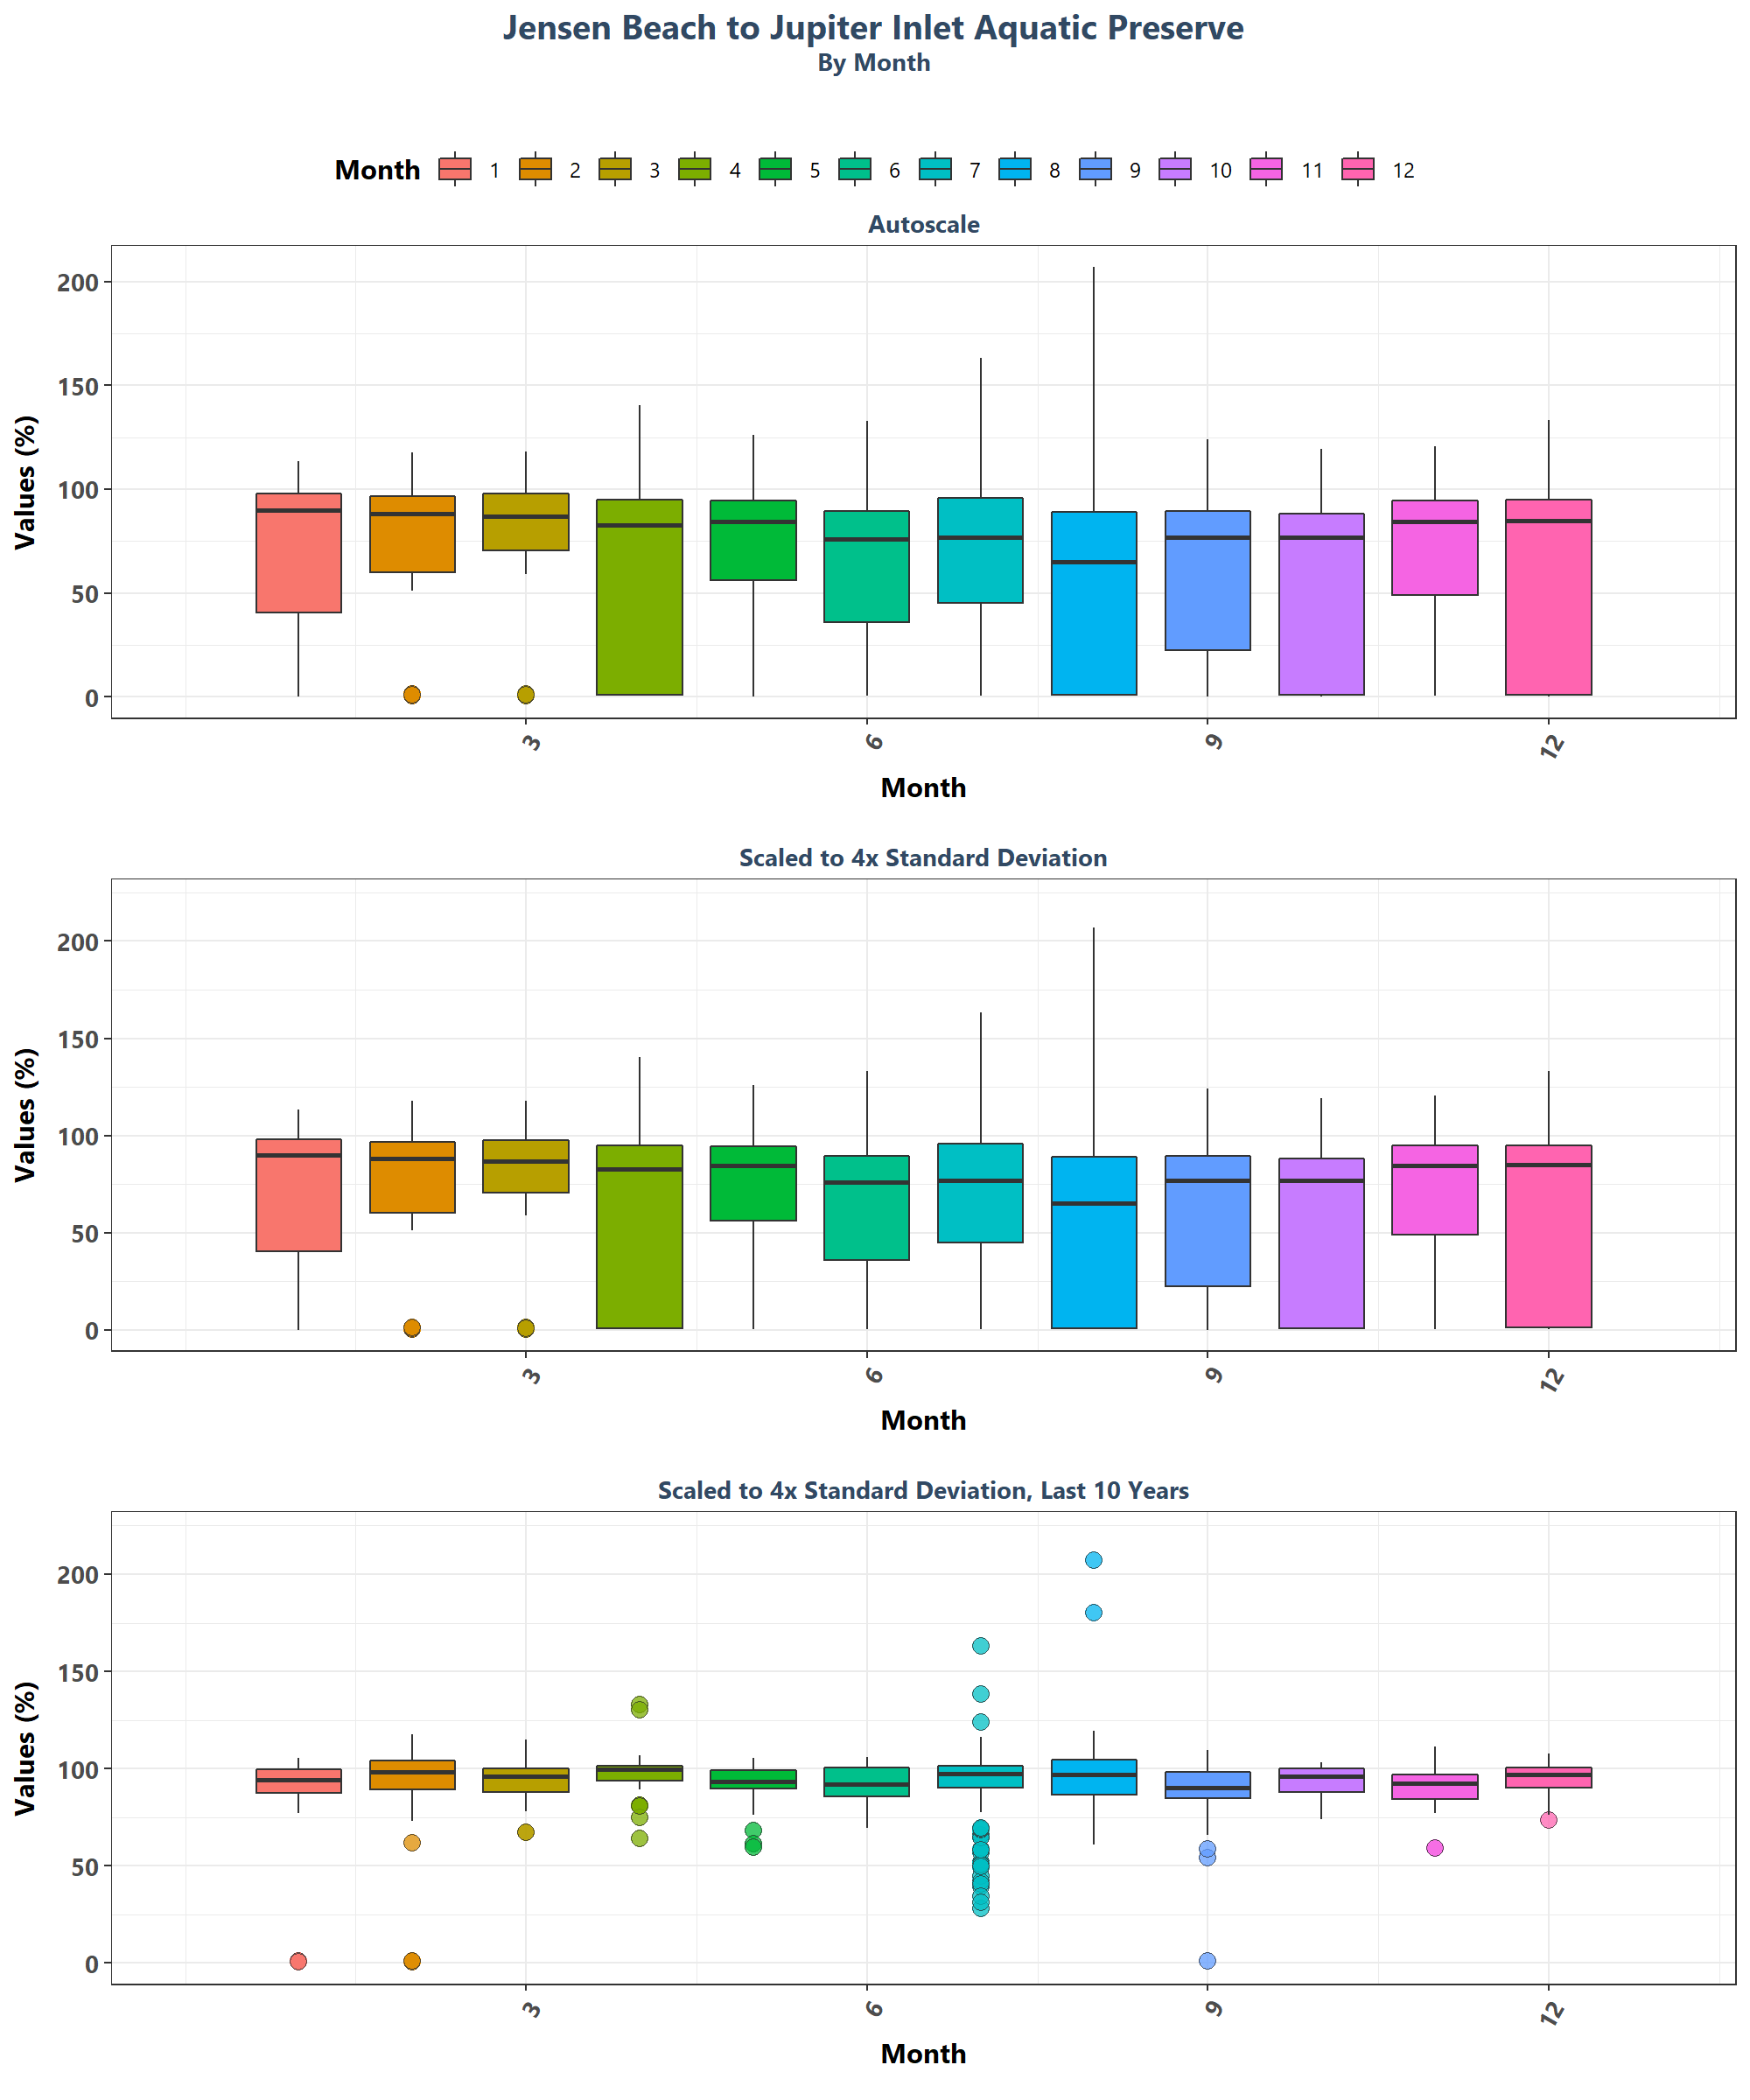 Jensen Beach to Jupiter Inlet Aquatic Preserve
By Month
Month 1 2 3 4 5 6 7 8 9 10 11 12
Autoscale
Values (%)
200
150
100
50
0
3 6 9 12
Month
Scaled to 4x Standard Deviation
Values (%)
200
150
100
50
0
3 6 9 12
Month
Scaled to 4x Standard Deviation, Last 10 Years
Values (%)
200
150
100
50
0
3 6 9 12
Month